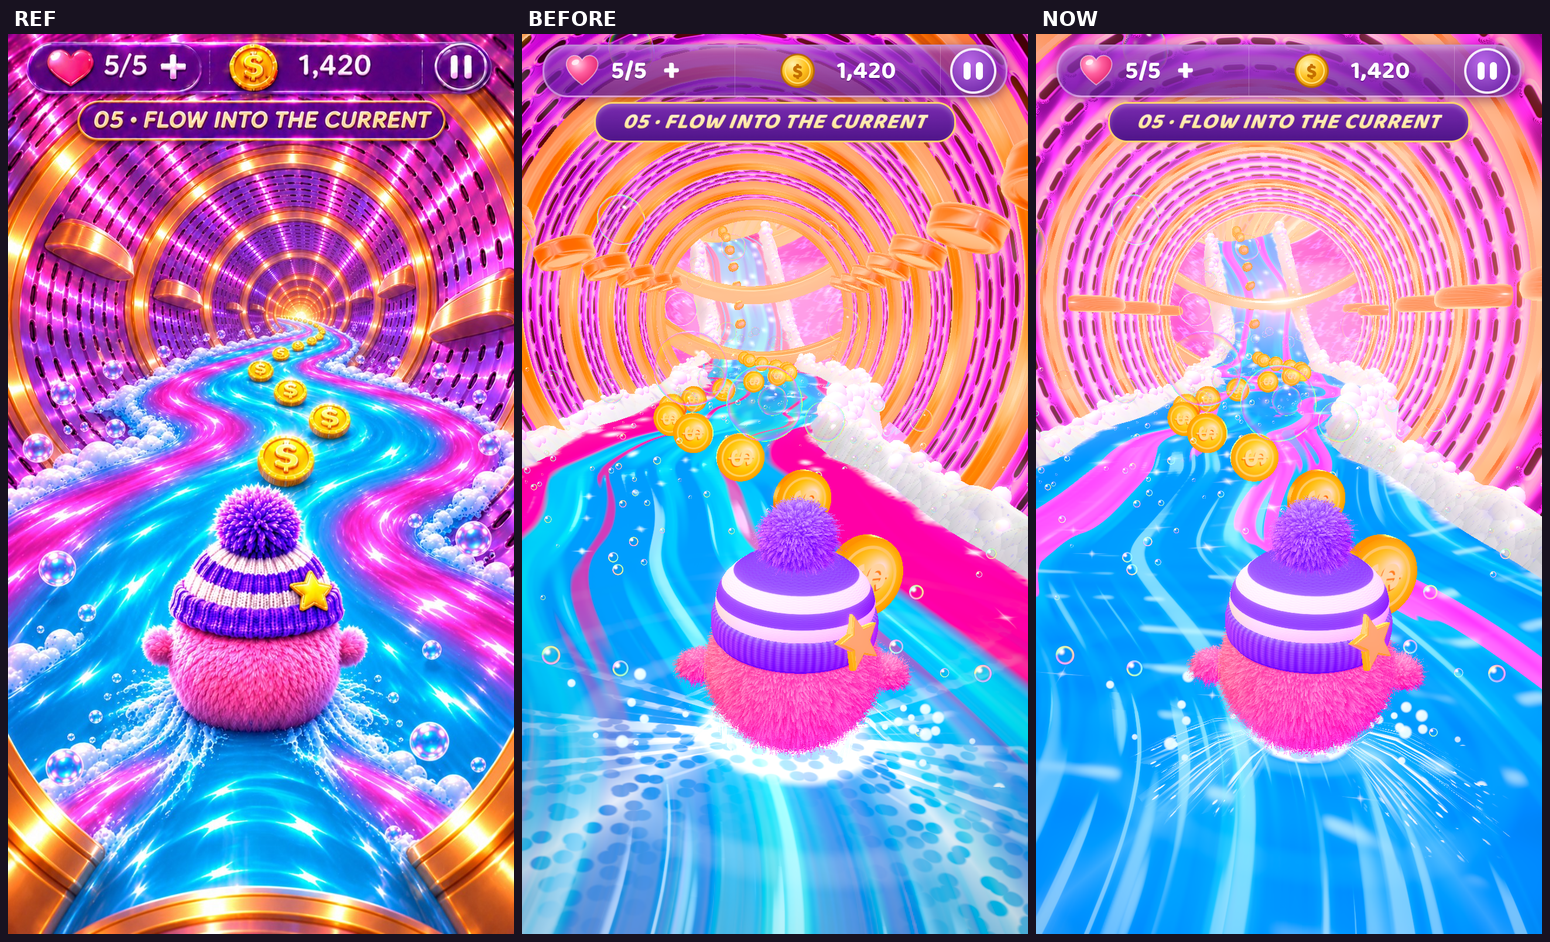 REF
5/5 + $ 1,420
05 • FLOW INTO THE CURRENT
$
$
$
$
BEFORE
5/5 + $ 1,420
05 · FLOW INTO THE CURRENT
NOW
5/5 + $ 1,420
05 · FLOW INTO THE CURRENT